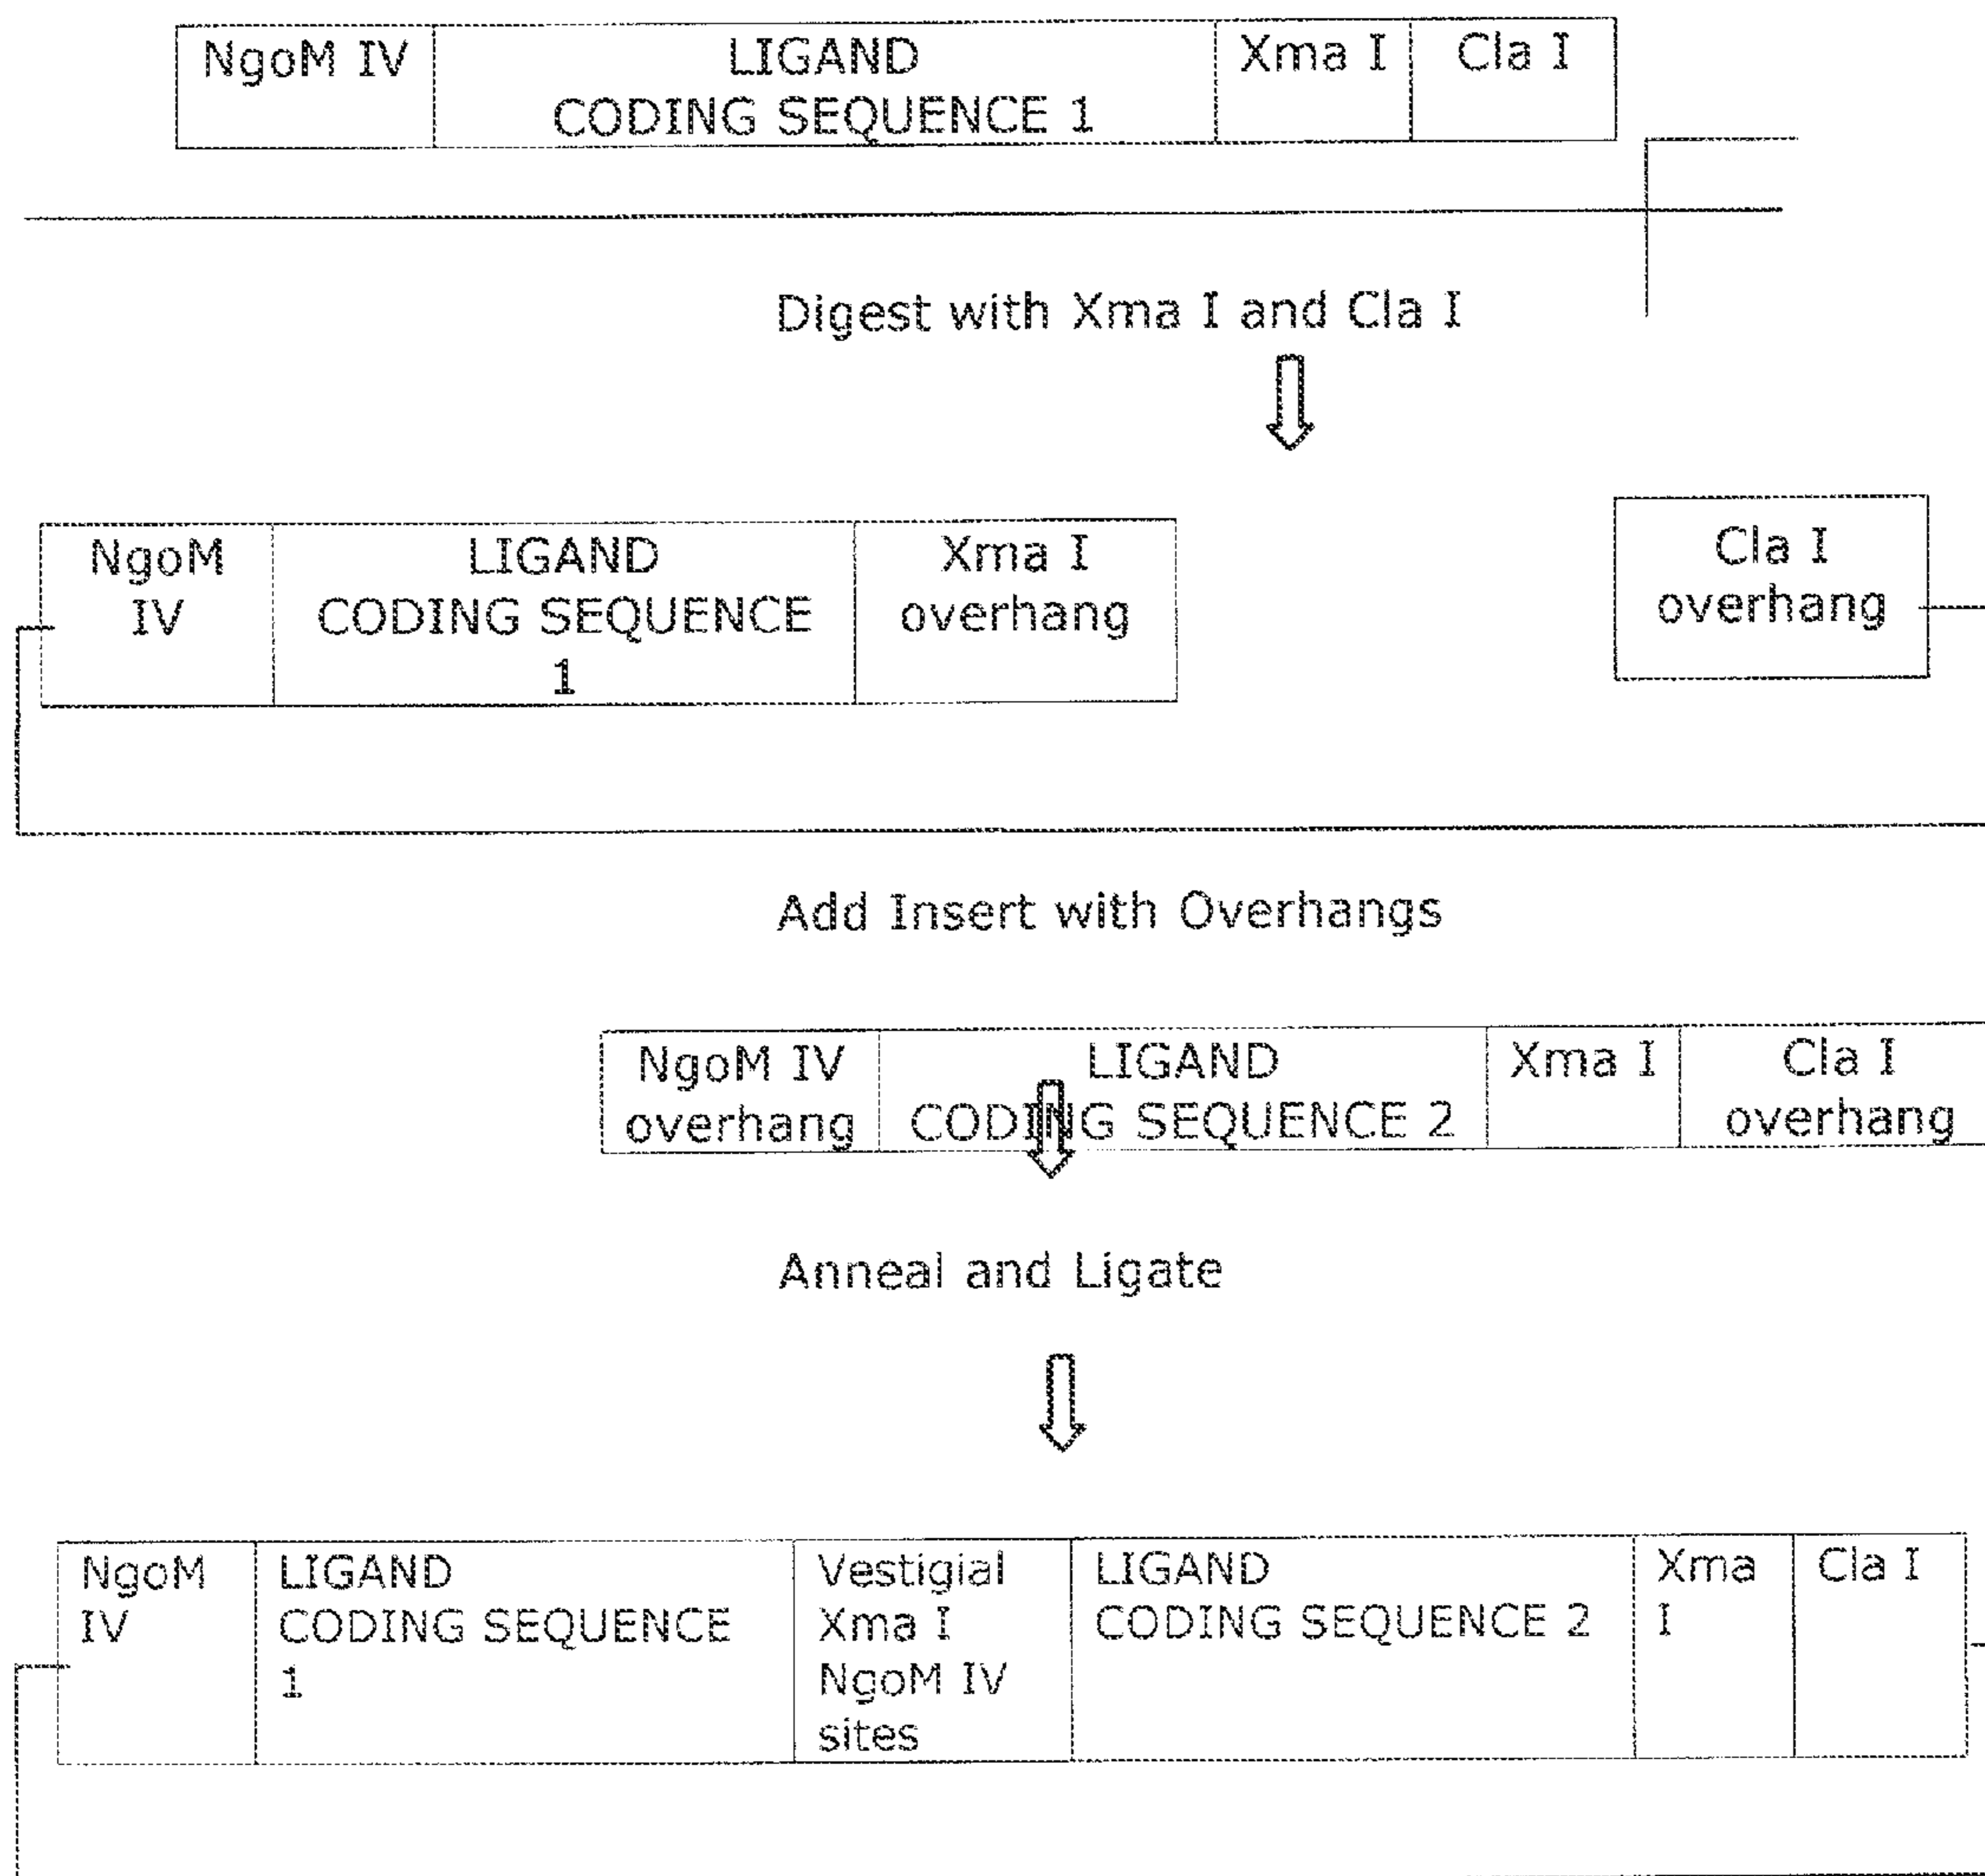 NgoM IV
LIGAND
CODING SEQUENCE 1
Xma I
Cla I
Digest with Xma I and Cla I
NgoM
IV
LIGAND
CODING SEQUENCE
1
Xma I
overhang
Cla I
overhang
Add Insert with Overhangs
NgoM IV
overhang
LIGAND
CODING SEQUENCE 2
Xma I
Cla I
overhang
Anneal and Ligate
NgoM
IV
LIGAND
CODING SEQUENCE
1
Vestigial
Xma I
NgoM IV
sites
LIGAND
CODING SEQUENCE 2
Xma
I
Cla I